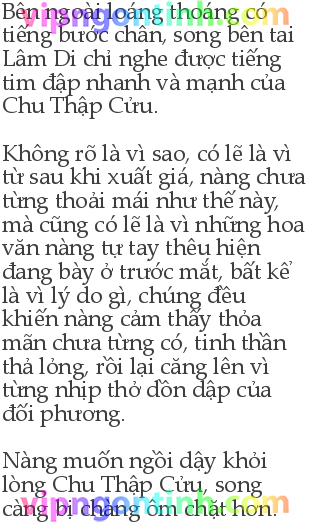 Bên ngoài loáng thoáng có
tiếng bước chân, song bên tai
Lâm Di chỉ nghe được tiếng
tim đập nhanh và mạnh của
Chu Thập Cửu.
Không rõ là vì sao, có lẽ là vì
từ sau khi xuất giá, nàng chưa
từng thoải mái như thế này,
mà cũng có lẽ là vì những hoa
văn nàng tự tay thêu hiện
đang bày ở trước mắt, bất kể
là vì lý do gì, chúng đều
khiến nàng cảm thấy thỏa
mãn chưa từng có, tinh thần
thả lỏng, rồi lại căng lên vì
từng nhịp thở dồn dập của
đối phương.
Nàng muốn ngồi dậy khỏi
lòng Chu Thập Cửu, song
càng bị chàng ôm chặt hơn.
vipngontinh.com
vipngontinh.com